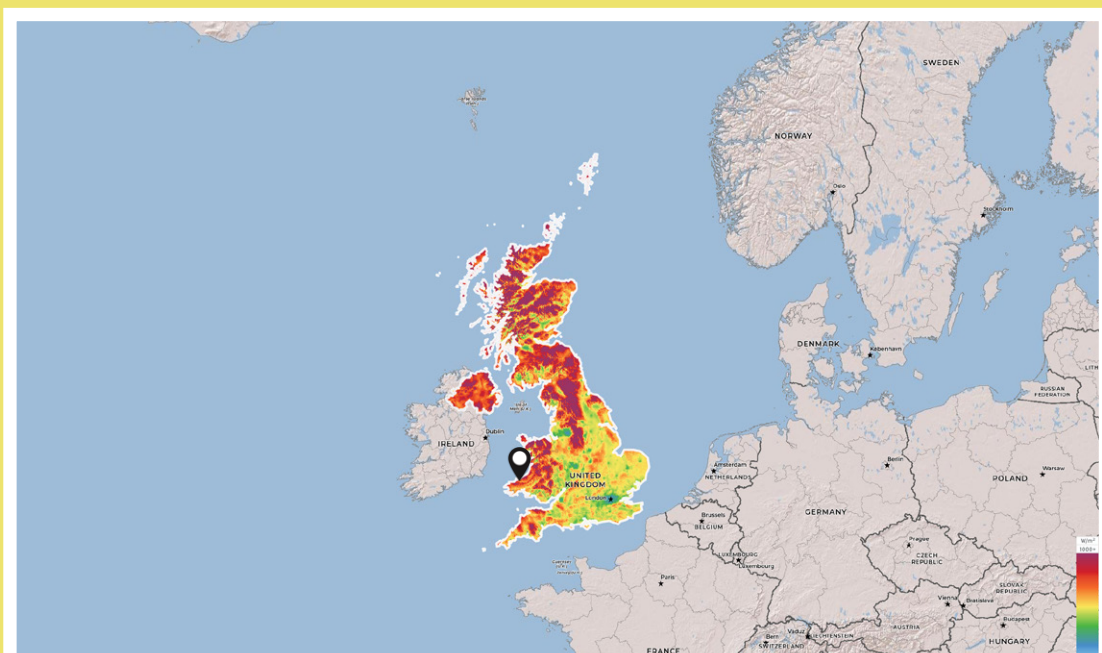 SWEDEN
NORWAY
Oslo
Stockholm
DENMARK
København
LITH
RUSSIAN
FEDERATION
Dublin
IRELAND
UNITED
KINGDOM
London
Amsterdam
NETHERLANDS
Berlin
Warsaw
POLAND
GERMANY
Brussels
BELGIUM
Prague
CZECH
REPUBLIC
LUXEMBOURG
Luxembourg
Paris
SLOVAK
REPUBLIC
Vienna
Bratislava
AUSTRIA
Budapest
HUNGARY
Bern
Vaduz
LIECHTENSTEIN
SWITZERLAND
FRANCE
W/m²